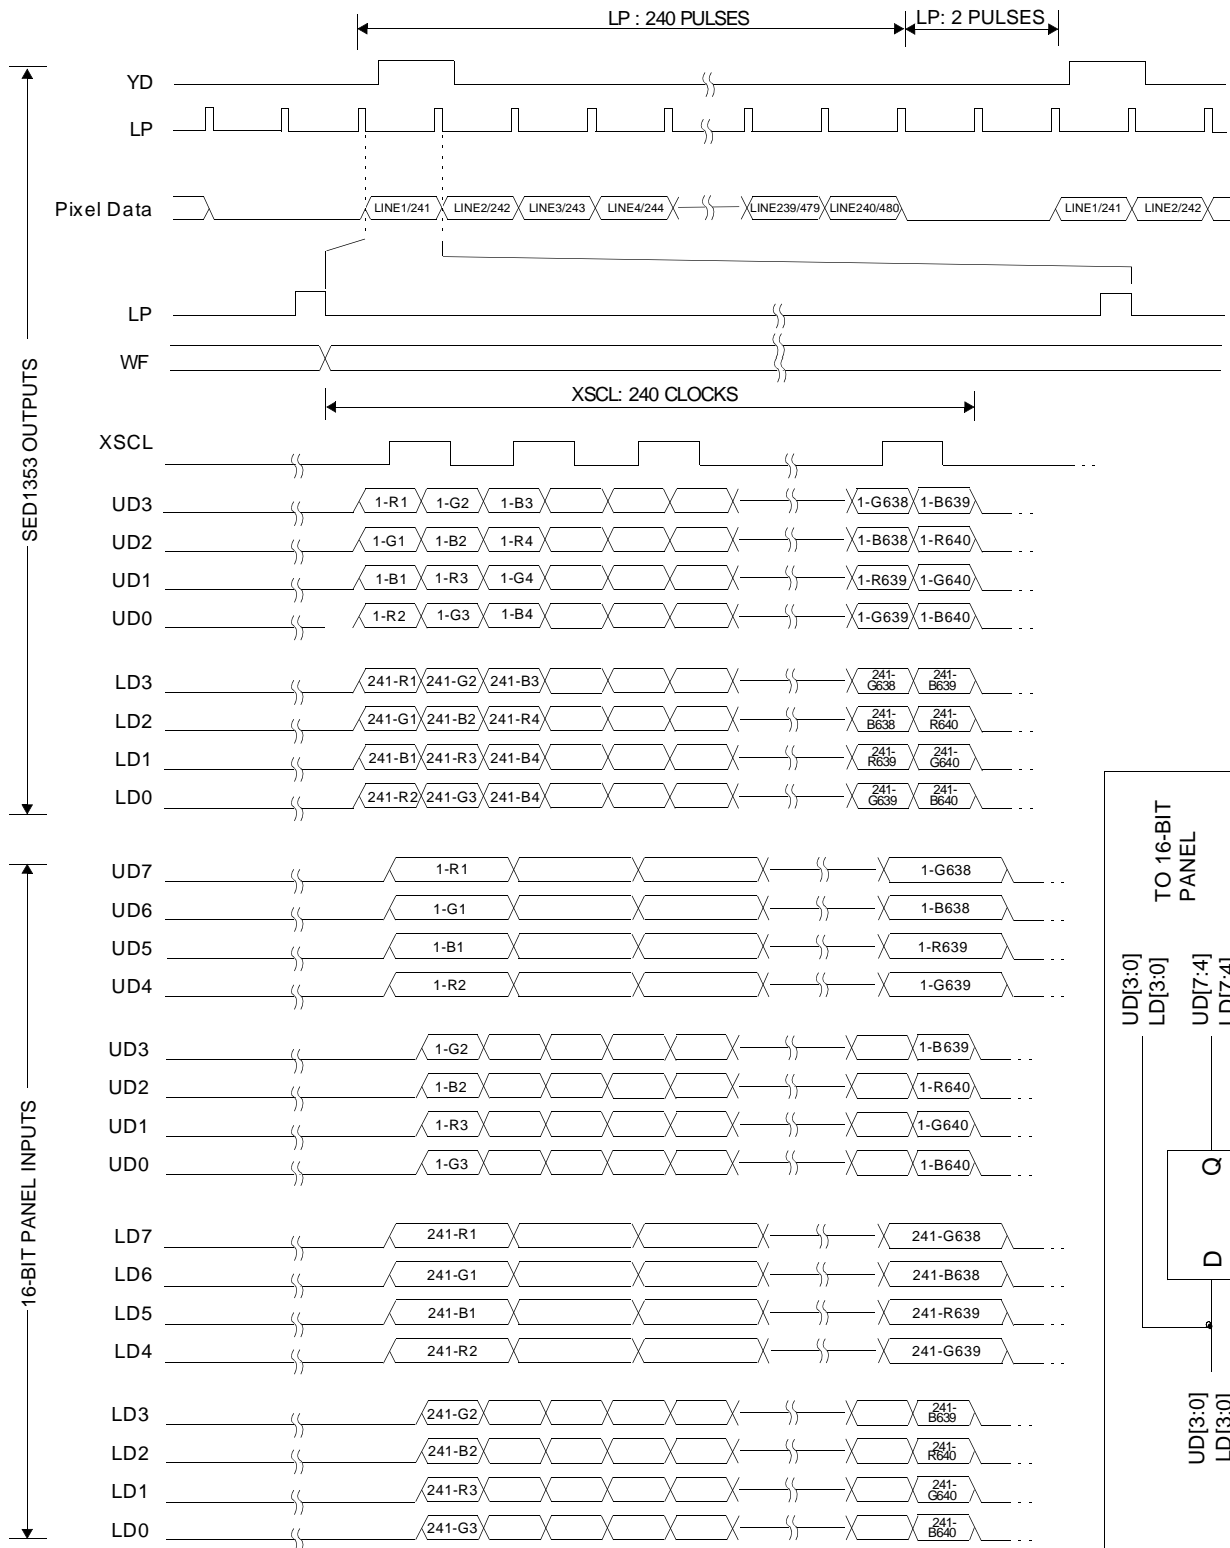 LP : 240 PULSES LP: 2 PULSES
YD
LP
Pixel Data LINE1/241 LINE2/242 LINE3/243 LINE4/244 LINE239/479 LINE240/480 LINE1/241 LINE2/242
LP
WF
XSCL: 240 CLOCKS
XSCL
UD3 1-R1 1-G2 1-B3 1-G638 1-B639
UD2 1-G1 1-B2 1-R4 1-B638 1-R640
UD1 1-B1 1-R3 1-G4 1-R639 1-G640
UD0 1-R2 1-G3 1-B4 1-G639 1-B640
LD3 241-R1 241-G2 241-B3 241-G638 241-B639
LD2 241-G1 241-B2 241-R4 241-B638 241-R640
LD1 241-B1 241-R3 241-B4 241-R639 241-G640
LD0 241-R2 241-G3 241-B4 241-G639 241-B640
SED1353 OUTPUTS
UD7 1-R1 1-G638
UD6 1-G1 1-B638
UD5 1-B1 1-R639
UD4 1-R2 1-G639
UD3 1-G2 1-B639
UD2 1-B2 1-R640
UD1 1-R3 1-G640
UD0 1-G3 1-B640
LD7 241-R1 241-G638
LD6 241-G1 241-B638
LD5 241-B1 241-R639
LD4 241-R2 241-G639
LD3 241-G2 241-B639
LD2 241-B2 241-R640
LD1 241-R3 241-G640
LD0 241-G3 241-B640
16-BIT PANEL INPUTS
TO 16-BIT
PANEL
UD[3:0]
LD[3:0]
UD[7:4]
LD[7:4]
Q
D
UD[3:0]
LD[3:0]